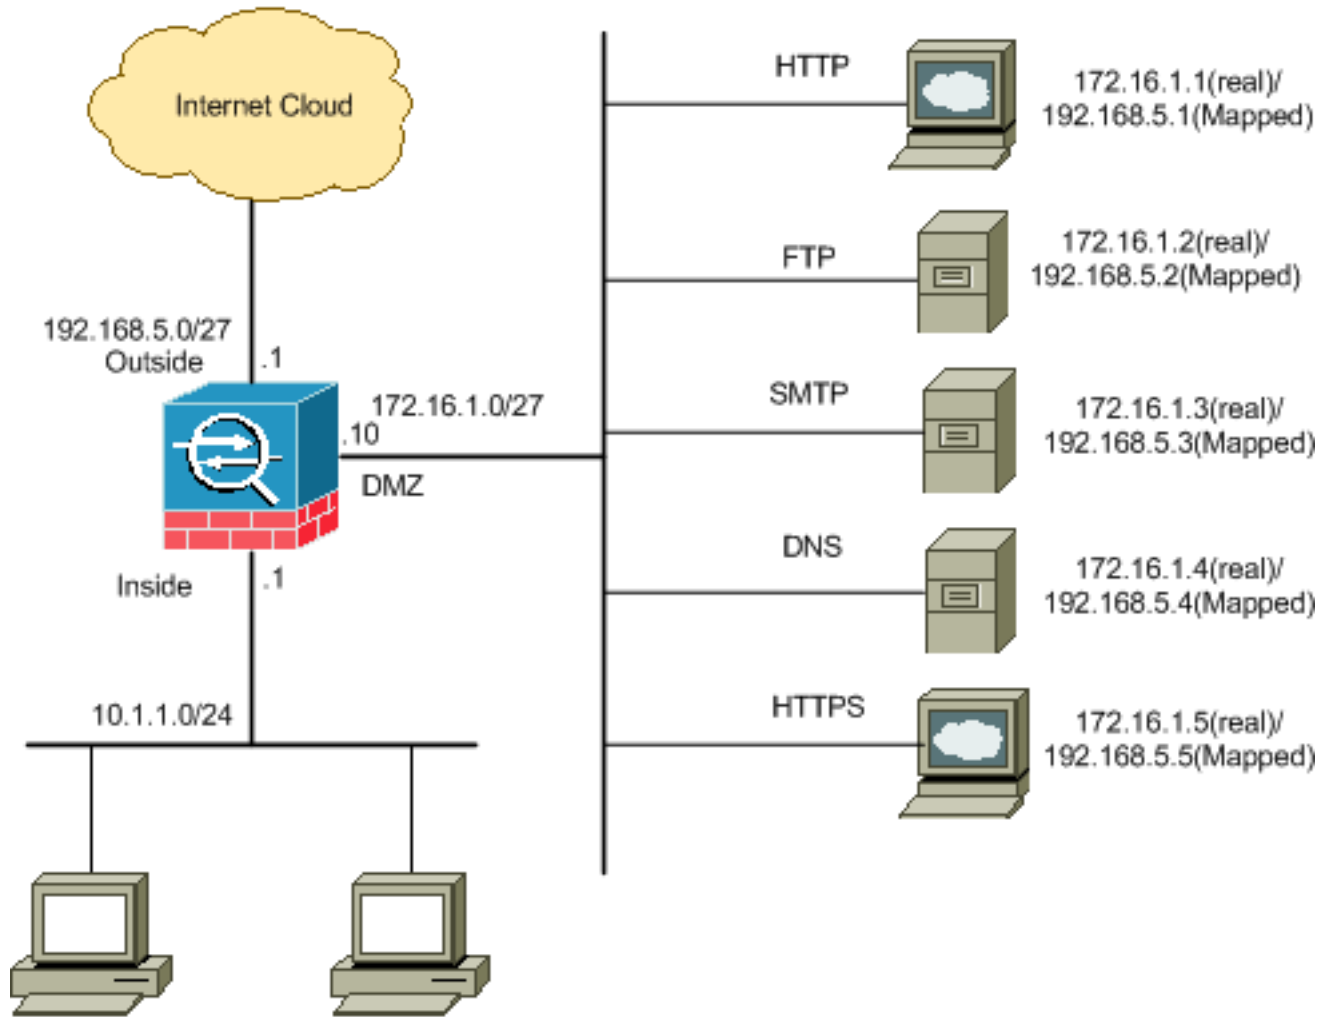 Internet Cloud
192.168.5.0/27
Outside
.1
172.16.1.0/27
.10
DMZ
Inside
.1
10.1.1.0/24
HTTP
172.16.1.1(real)/
192.168.5.1(Mapped)
FTP
172.16.1.2(real)/
192.168.5.2(Mapped)
SMTP
172.16.1.3(real)/
192.168.5.3(Mapped)
DNS
172.16.1.4(real)/
192.168.5.4(Mapped)
HTTPS
172.16.1.5(real)/
192.168.5.5(Mapped)